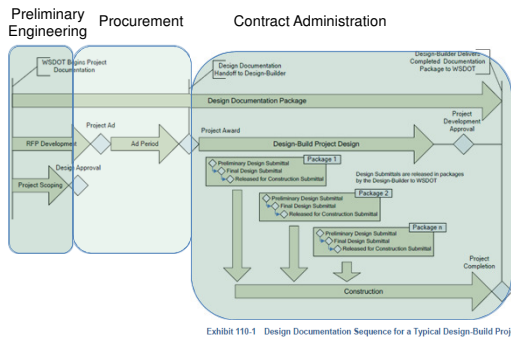 Preliminary
Engineering
Procurement
Contract Administration
WSDOT Begins Project
Documentation
Design Documentation
Handoff to Design-Builder
Design-Builder Delivers
Completed Documentation
Package to WSDOT
Design Documentation Package
Project Ad
Project Award
Project
Development
Approval
RFP Development
Ad Period
Design-Build Project Design
Design Approval
Project Scoping
Package 1
Preliminary Design Submittal
Final Design Submittal
Released for Construction Submittal
Design Submittals are released in packages
by the Design-Builder to WSDOT
Package 2
Preliminary Design Submittal
Final Design Submittal
Released for Construction Submittal
Package n
Preliminary Design Submittal
Final Design Submittal
Released for Construction Submittal
Project
Completion
Construction
Exhibit 110-1 Design Documentation Sequence for a Typical Design-Build Proj